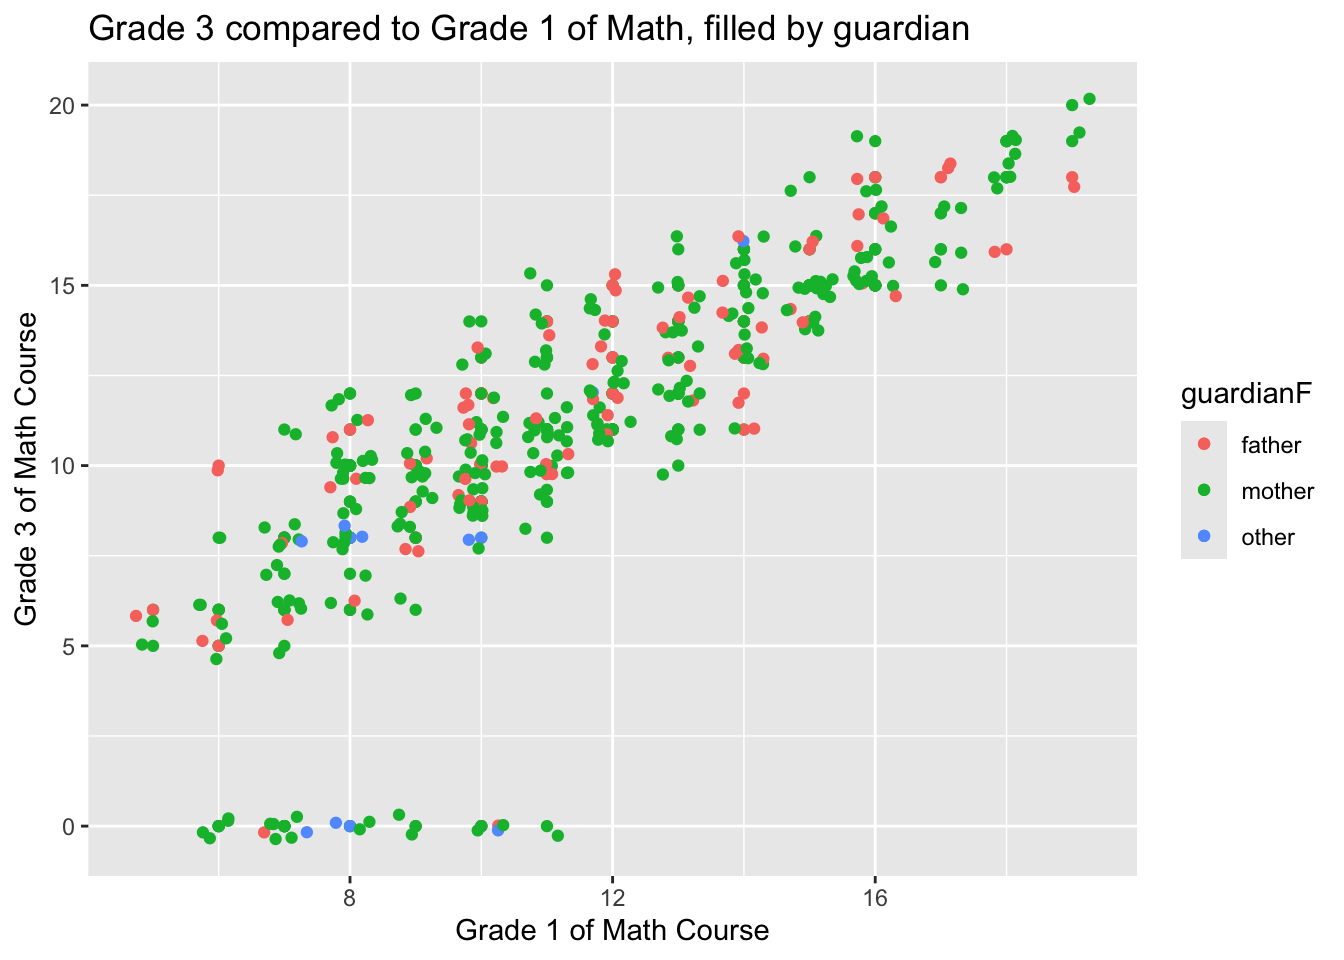 Grade 3 compared to Grade 1 of Math, filled by guardian
Grade 3 of Math Course
20
15
10
5
0
8
12
16
Grade 1 of Math Course
guardianF
father
mother
other